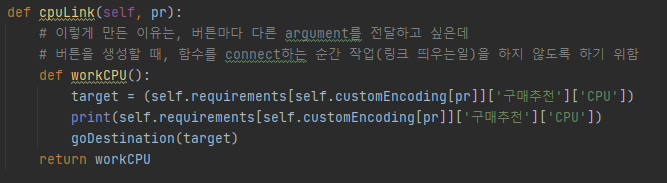 def cpuLink(self, pr):
    # 이렇게 만든 이유는, 버튼마다 다른 argument를 전달하고 싶은데
    # 버튼을 생성할 때, 함수를 connect하는 순간 작업(링크 띄우는일)을 하지 않도록 하기 위함
    def workCPU():
        target = (self.requirements[self.customEncoding[pr]]['구매추천']['CPU'])
        print(self.requirements[self.customEncoding[pr]]['구매추천']['CPU'])
        goDestination(target)
    return workCPU